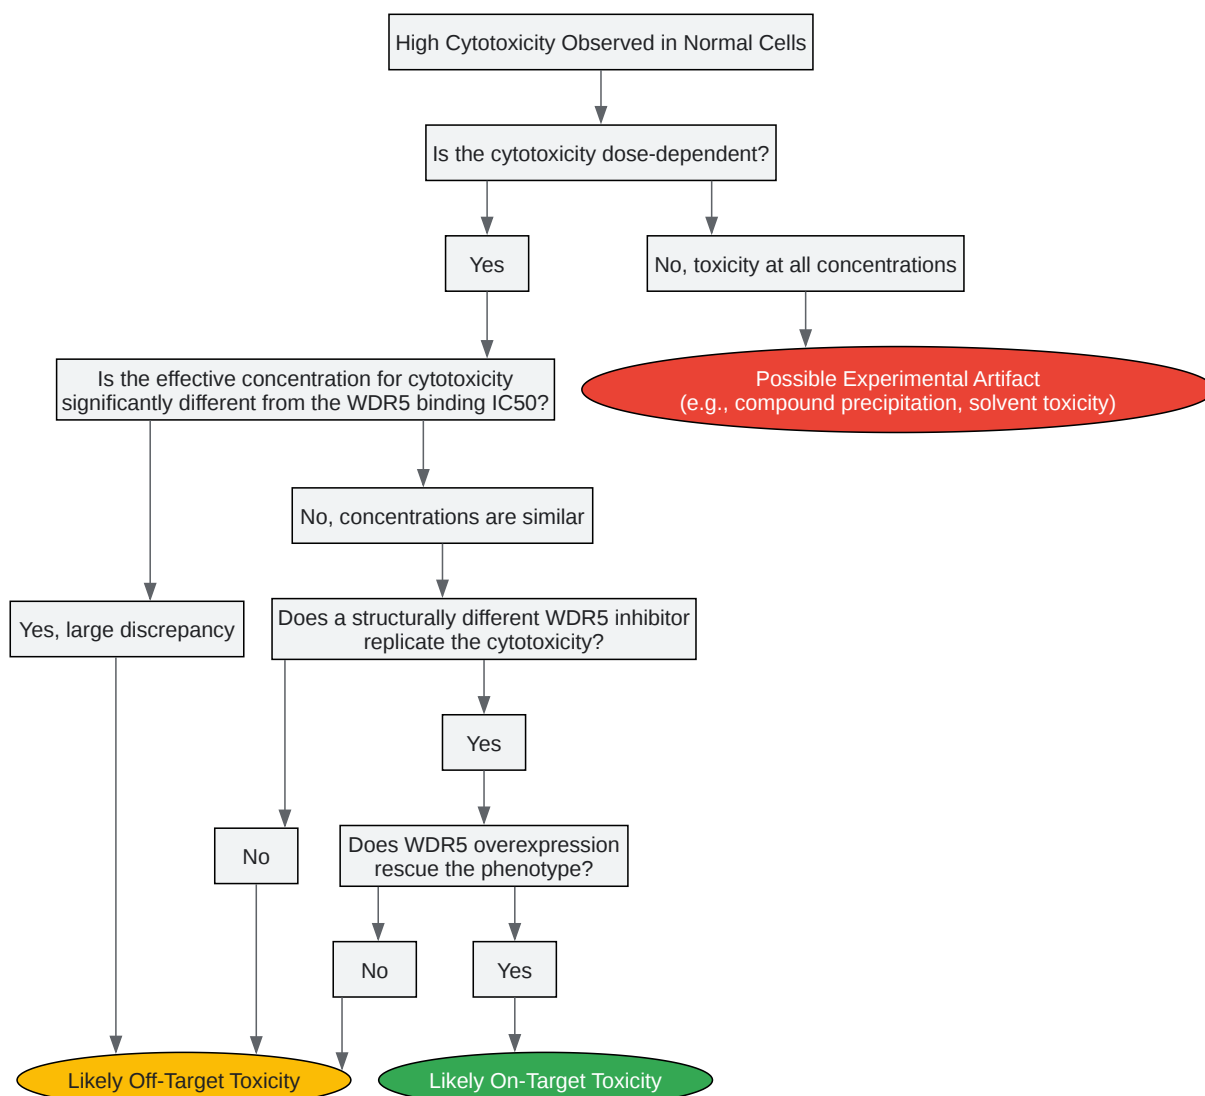 High Cytotoxicity Observed in Normal Cells
Is the cytotoxicity dose-dependent?
Yes
No, toxicity at all concentrations
Is the effective concentration for cytotoxicity
significantly different from the WDR5 binding IC50?
Possible Experimental Artifact
(e.g., compound precipitation, solvent toxicity)
No, concentrations are similar
Yes, large discrepancy
Does a structurally different WDR5 inhibitor
replicate the cytotoxicity?
Yes
No
Does WDR5 overexpression
rescue the phenotype?
No
Yes
Likely Off-Target Toxicity
Likely On-Target Toxicity